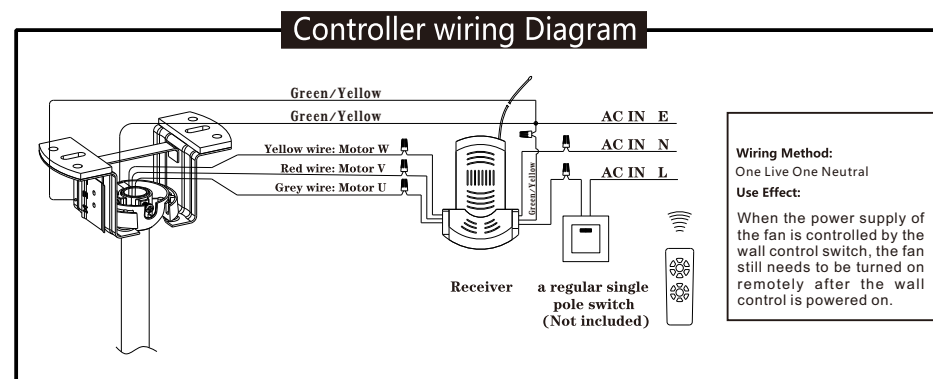 Controller wiring Diagram
Green/Yellow
Green/Yellow
Yellow wire: Motor W
Red wire: Motor V
Grey wire: Motor U
Green/Yellow
AC IN E
AC IN N
AC IN L
Receiver
a regular single
pole switch
(Not included)
Wiring Method:
One Live One Neutral
Use Effect:
When the power supply of
the fan is controlled by the
wall control switch, the fan
still needs to be turned on
remotely after the wall
control is powered on.